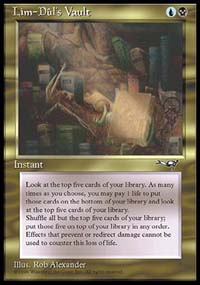 Lim-Dûl's Vault
Instant
Look at the top five cards of your library. As many
times as you choose, you may pay 1 life to put
those cards on the bottom of your library and look
at the top five cards of your library.
Shuffle all but the top five cards of your library;
put those five on top of your library in any order.
Effects that prevent or redirect damage cannot be
used to counter this loss of life.
Illus. Rob Alexander